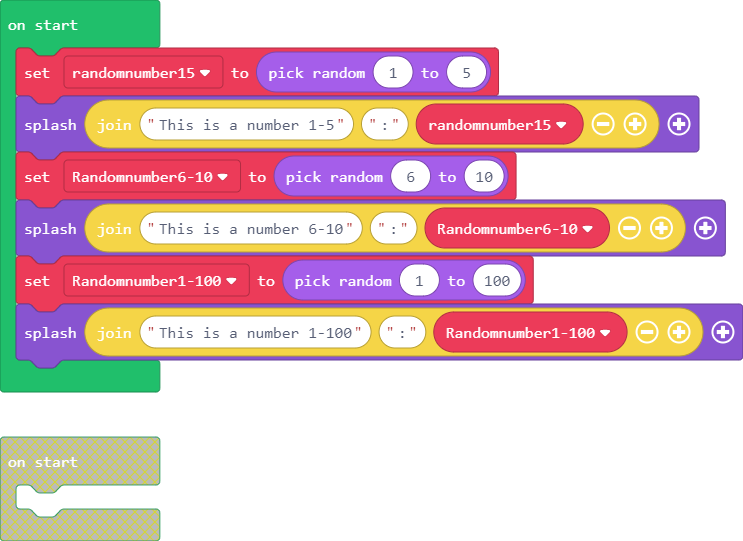 on start
set randomnumber15 to pick random 1 to 5
splash join "This is a number 1-5" ":" randomnumber15
set Randomnumber6-10 to pick random 6 to 10
splash join "This is a number 6-10" ":" Randomnumber6-10
set Randomnumber1-100 to pick random 1 to 100
splash join "This is a number 1-100" ":" Randomnumber1-100
on start